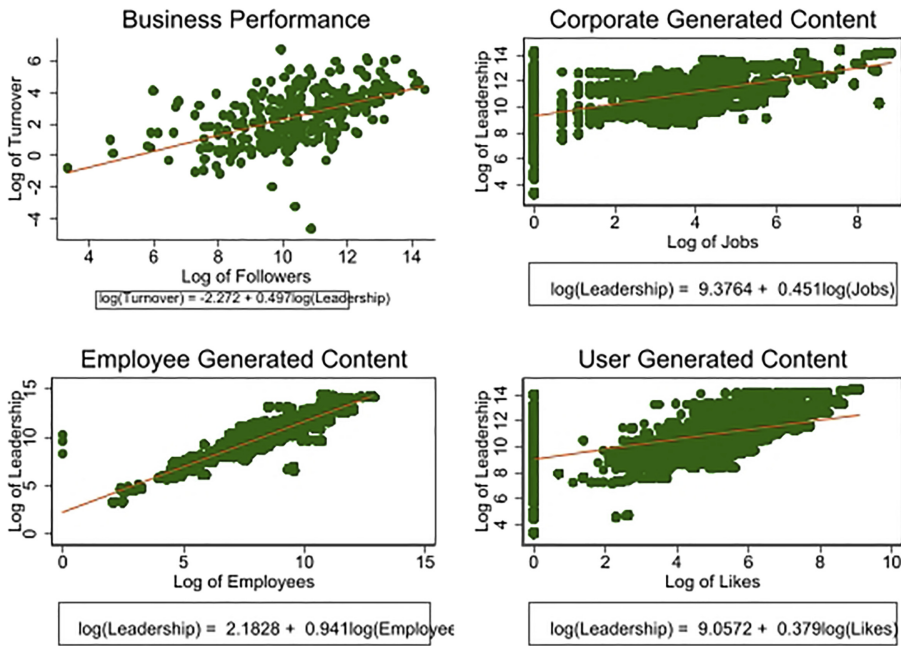 Business Performance
Log of Turnover
6
4
2
0
-2
-4
4
6
8
10
12
14
Log of Followers
log(Turnover) = -2.272 + 0.497log(Leadership)
Corporate Generated Content
Log of Leadership
14
12
10
8
6
4
0
2
4
6
8
Log of Jobs
log(Leadership) = 9.3764 + 0.451log(Jobs)
Employee Generated Content
Log of Leadership
15
10
5
0
0
5
10
15
Log of Employees
log(Leadership) = 2.1828 + 0.941log(Employee
User Generated Content
Log of Leadership
14
12
10
8
6
4
0
2
4
6
8
10
Log of Likes
log(Leadership) = 9.0572 + 0.379log(Likes)